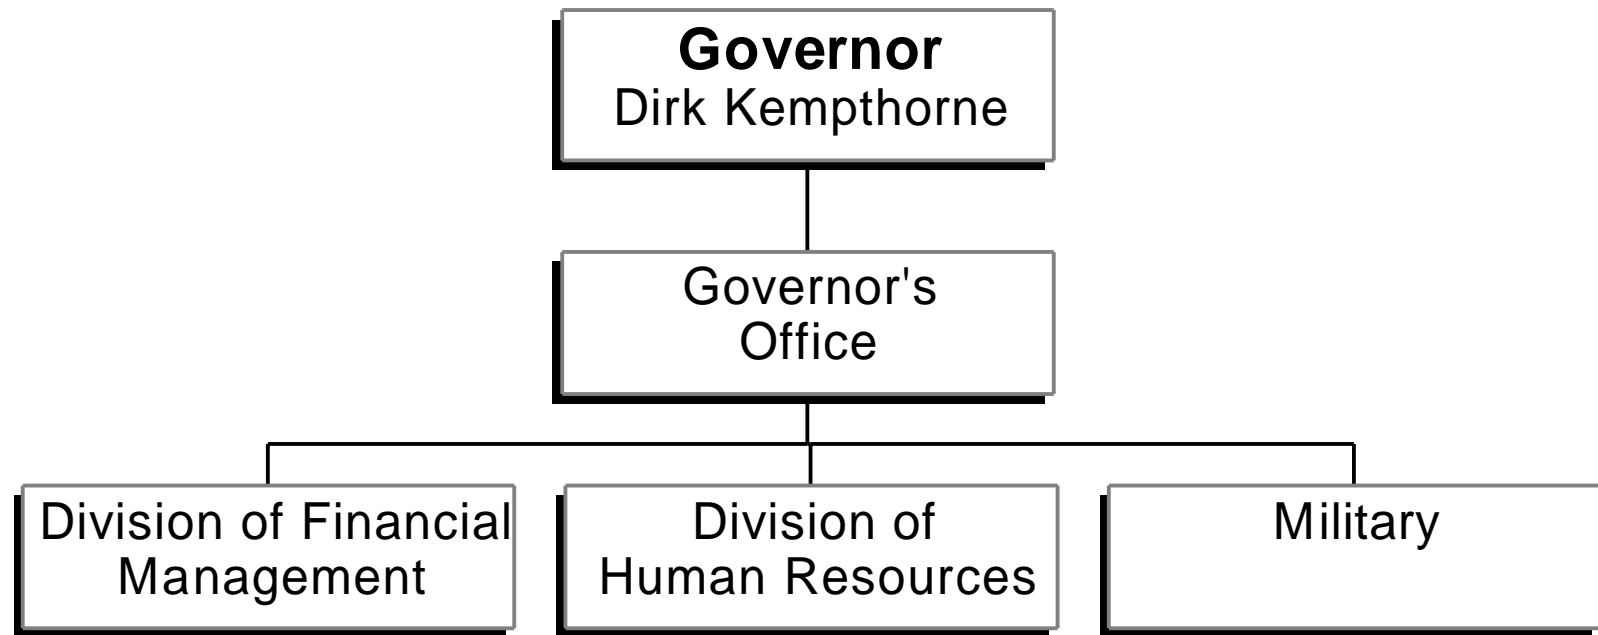 Governor
Dirk Kempthorne
Governor's
Office
Division of Financial
Management
Division of
Human Resources
Military